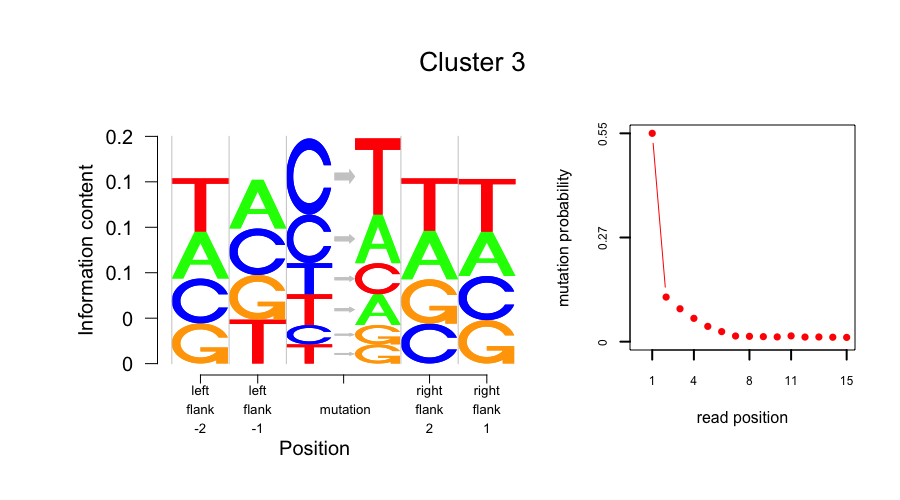 Cluster 3
Information content
0.2
0.1
0.1
0.1
0
0
T A C G
A C G T
C T
C A
T C
T A
C G
T G
T A G C
T A C G
left flank -2
left flank -1
mutation
right flank 2
right flank 1
Position
mutation probability
0.55
0.27
0
1 4 8 11 15
read position